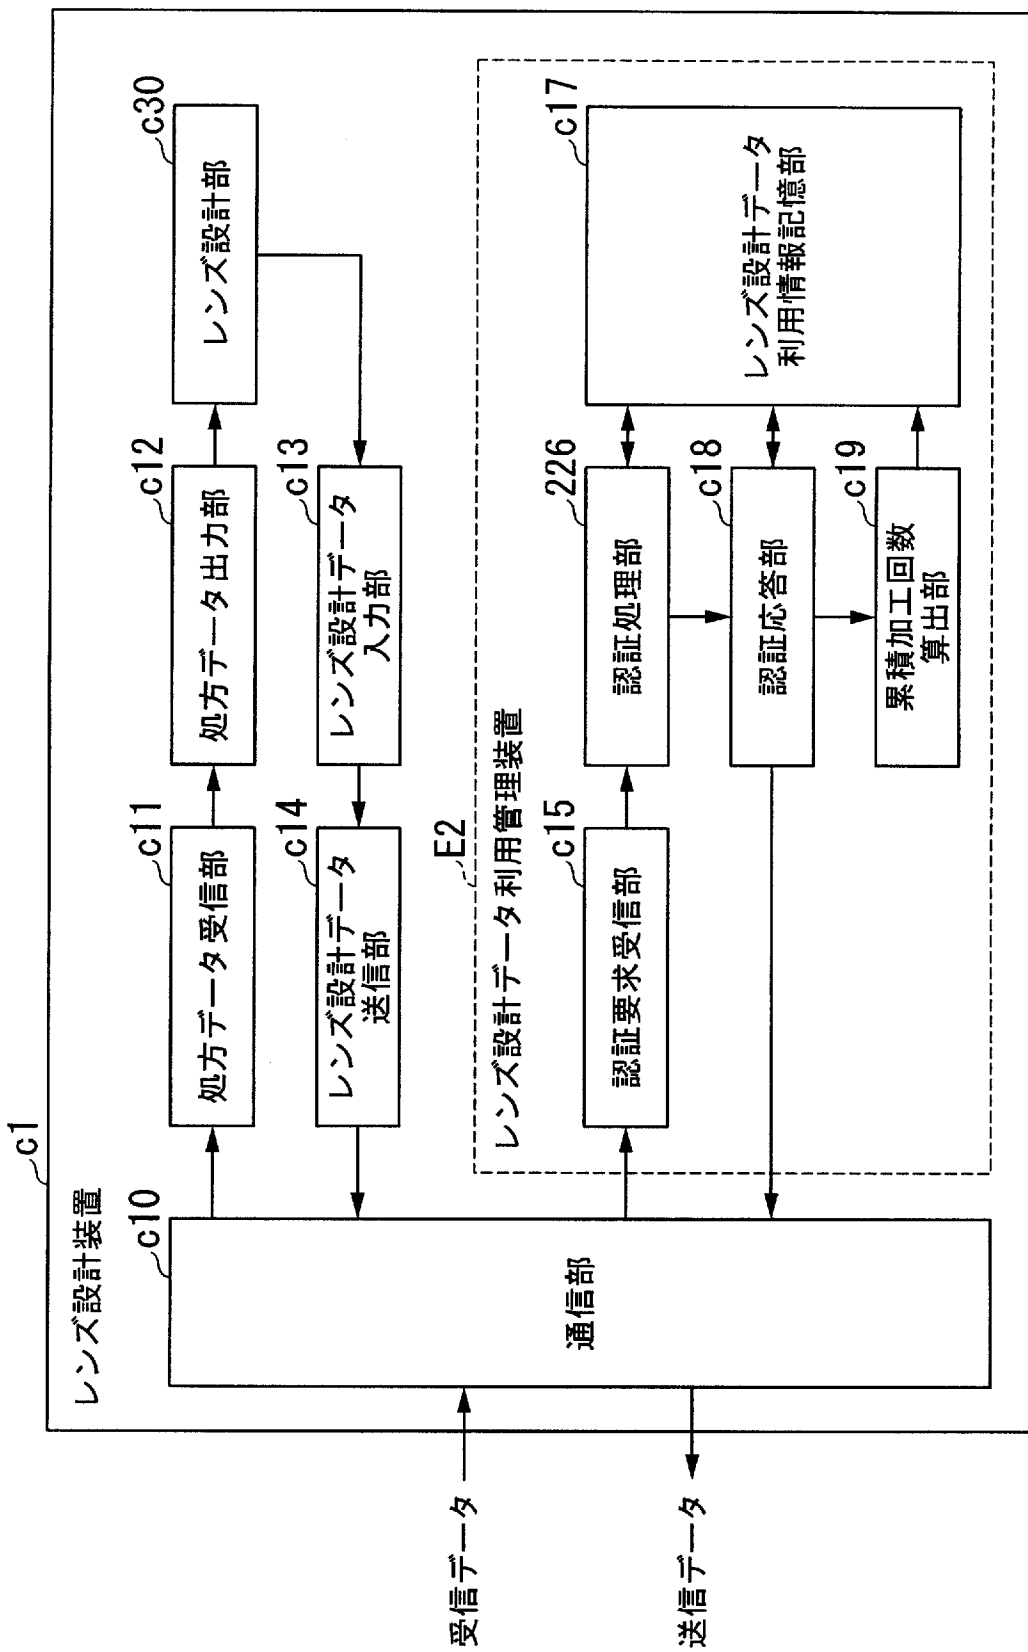 c1
レンズ設計装置
c10
通信部
受信データ
送信データ
c11
処方データ受信部
c12
処方データ出力部
c30
レンズ設計部
c14
レンズ設計データ
送信部
c13
レンズ設計データ
入力部
E2
レンズ設計データ利用管理装置
c15
認証要求受信部
226
認証処理部
c18
認証応答部
c19
累積加工回数
算出部
c17
レンズ設計データ
利用情報記憶部